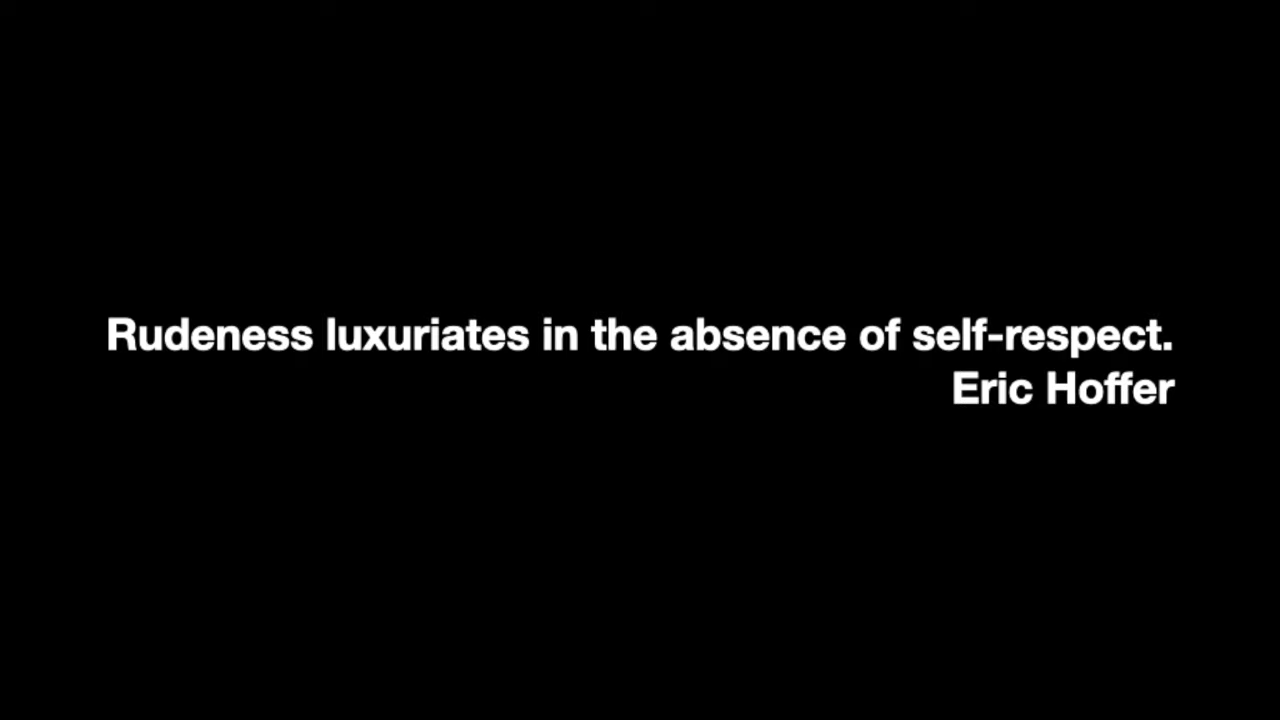 Rudeness luxuriates in the absence of self-respect.
Eric Hoffer